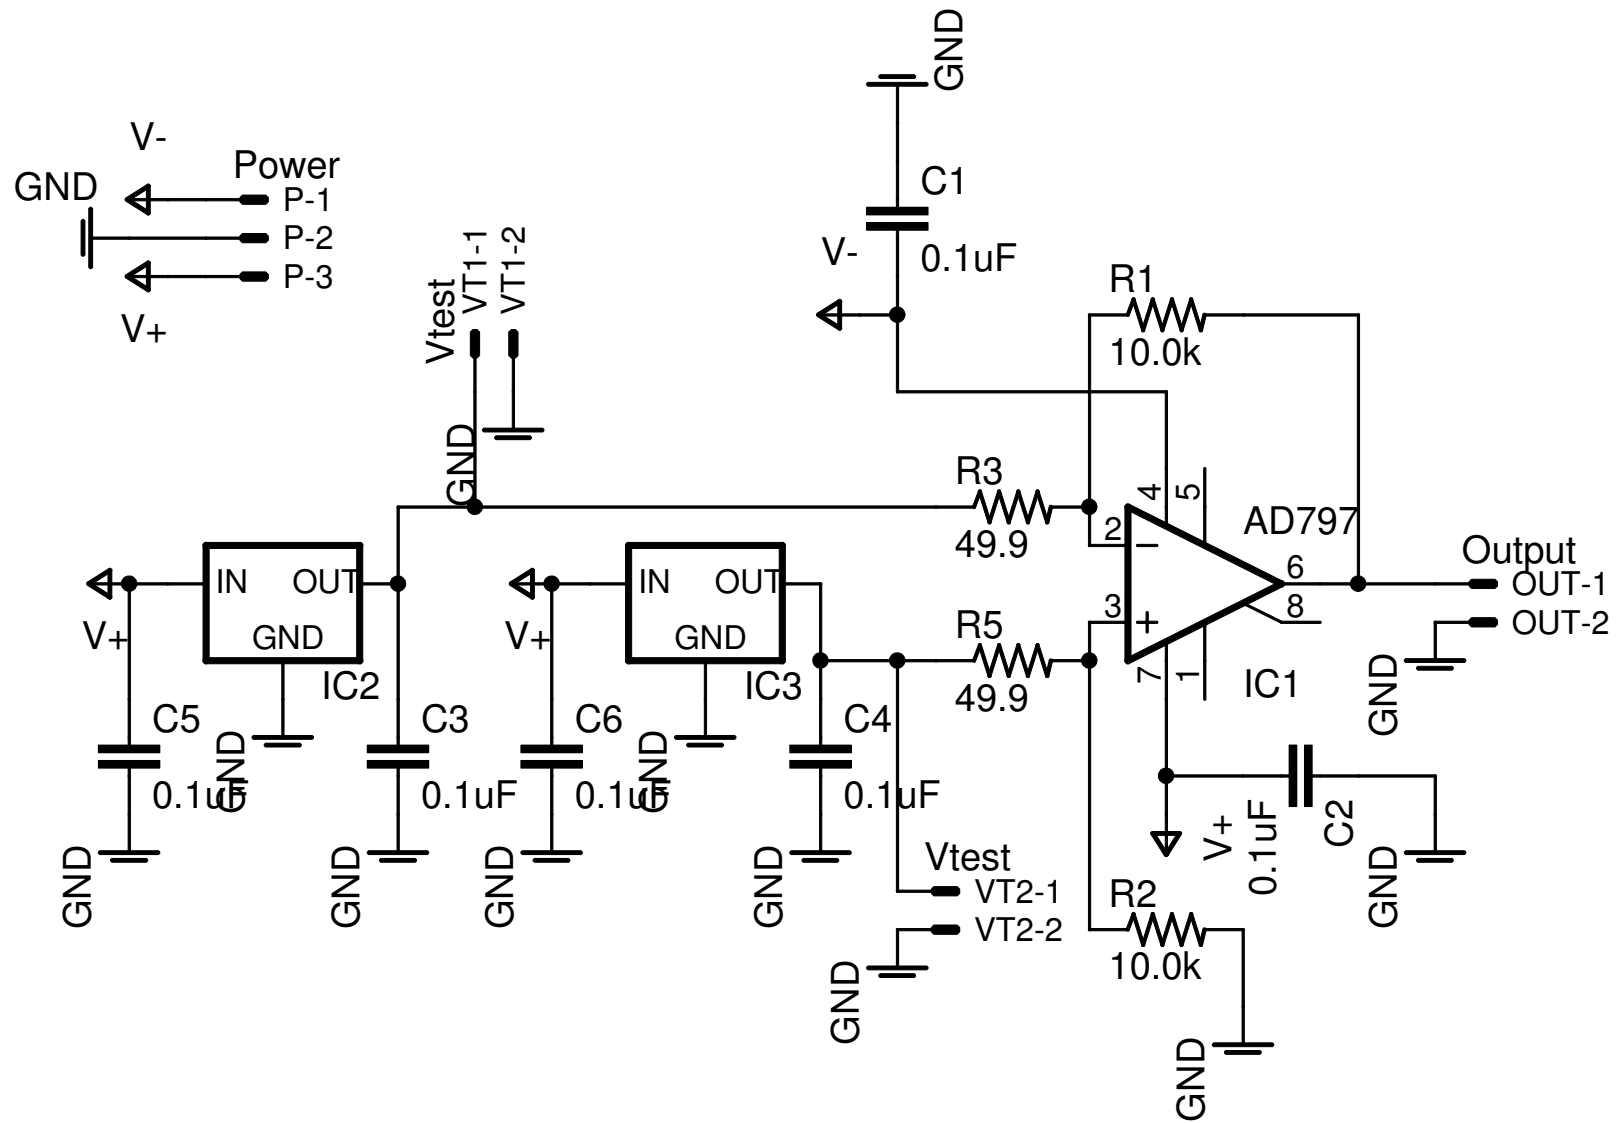 GND
V-
Power
GND
P-1
P-2
P-3
V+
Vtest
VT1-1
VT1-2
GND
C1
0.1uF
V-
R1
10.0k
R3
49.9
4
5
2
AD797
6
8
3
7
1
IC1
Output
OUT-1
OUT-2
GND
IN
OUT
GND
IC2
V+
IN
OUT
GND
IC3
V+
R5
49.9
C5
0.1uF
GND
GND
C3
0.1uF
GND
C6
0.1uF
GND
GND
C4
0.1uF
GND
Vtest
VT2-1
VT2-2
GND
V+
0.1uF
C2
GND
R2
10.0k
GND